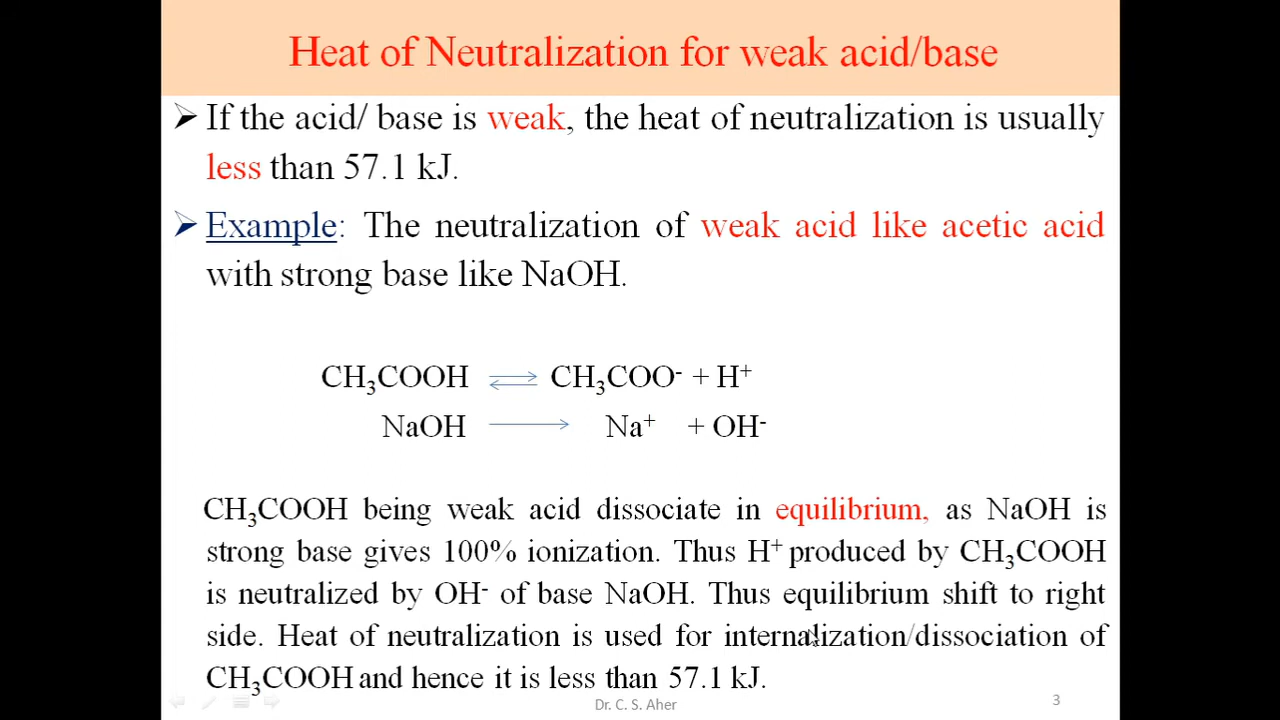 Heat of Neutralization for weak acid/base
➤ If the acid/ base is weak, the heat of neutralization is usually
less than 57.1 kJ.
➤ Example: The neutralization of weak acid like acetic acid
with strong base like NaOH.
CH₃COOH ⇌ CH₃COO⁻ + H⁺
NaOH ⟶ Na⁺ + OH⁻
CH₃COOH being weak acid dissociate in equilibrium, as NaOH is
strong base gives 100% ionization. Thus H⁺ produced by CH₃COOH
is neutralized by OH⁻ of base NaOH. Thus equilibrium shift to right
side. Heat of neutralization is used for internalization/dissociation of
CH₃COOH and hence it is less than 57.1 kJ.
Dr. C. S. Aher
3